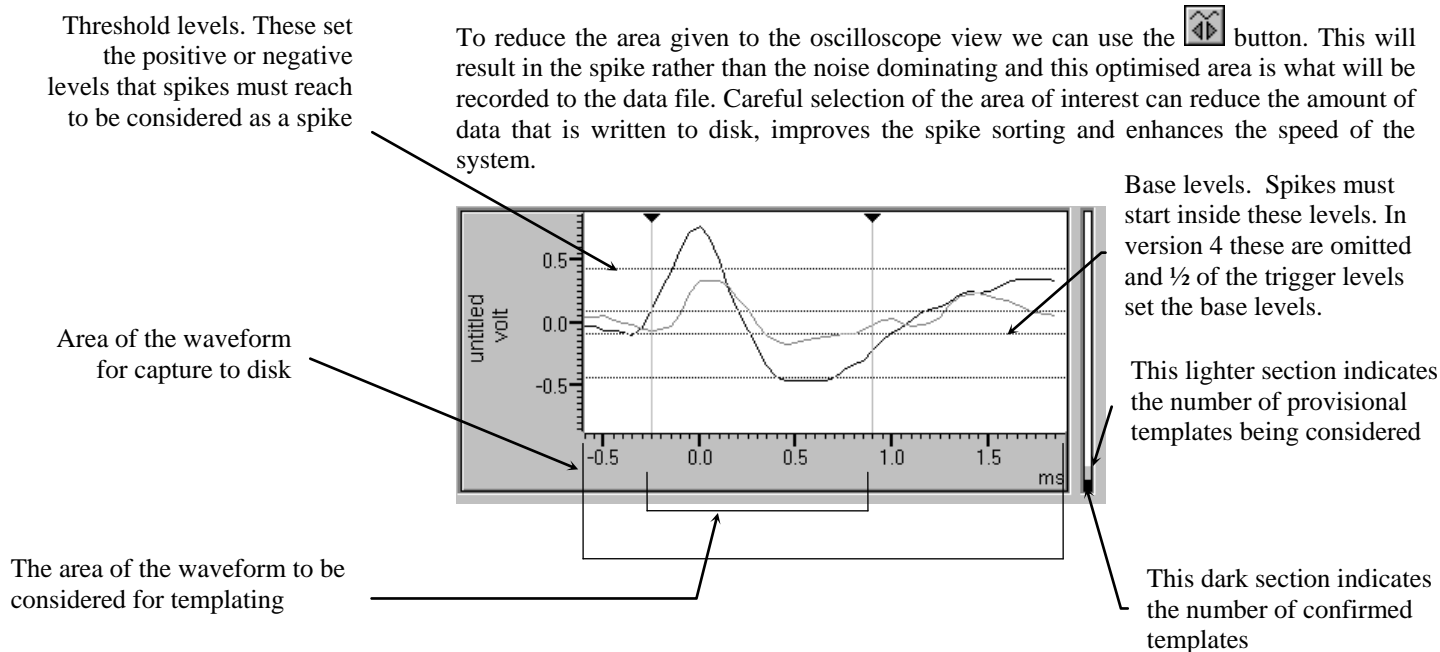 Threshold levels. These set
the positive or negative
levels that spikes must reach
to be considered as a spike
To reduce the area given to the oscilloscope view we can use the button. This will
result in the spike rather than the noise dominating and this optimised area is what will be
recorded to the data file. Careful selection of the area of interest can reduce the amount of
data that is written to disk, improves the spike sorting and enhances the speed of the
system.
Base levels. Spikes must
start inside these levels. In
version 4 these are omitted
and ½ of the trigger levels
set the base levels.
Area of the waveform
for capture to disk
untitled
volt
0.5
0.0
-0.5
-0.5 0.0 0.5 1.0 1.5
ms
This lighter section indicates
the number of provisional
templates being considered
The area of the waveform to be
considered for templating
This dark section indicates
the number of confirmed
templates